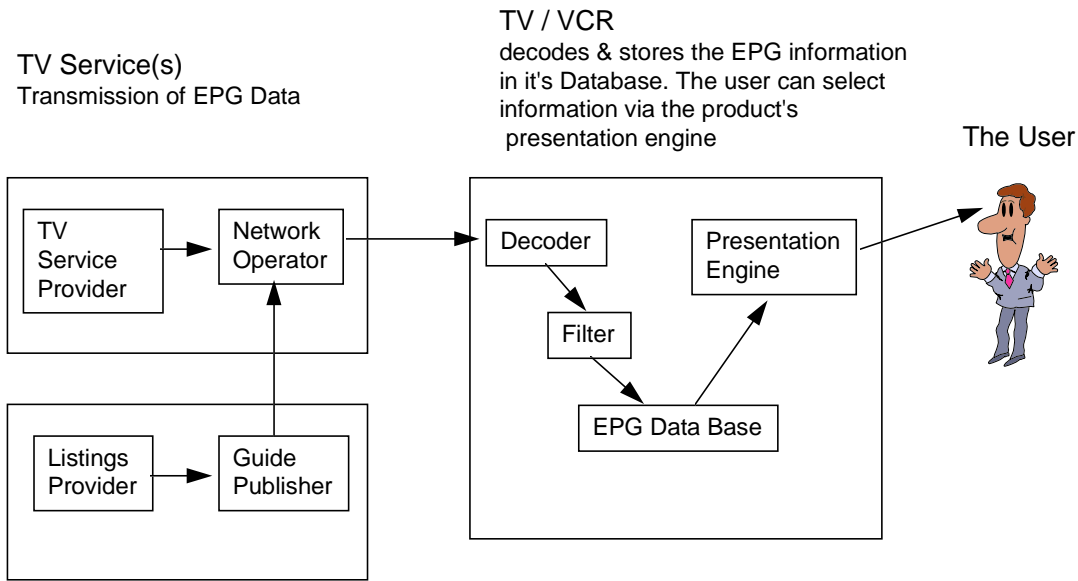 TV Service(s)
Transmission of EPG Data
TV / VCR
decodes & stores the EPG information
in it's Database. The user can select
information via the product's
presentation engine
The User
TV
Service
Provider
Network
Operator
Listings
Provider
Guide
Publisher
Decoder
Filter
EPG Data Base
Presentation
Engine